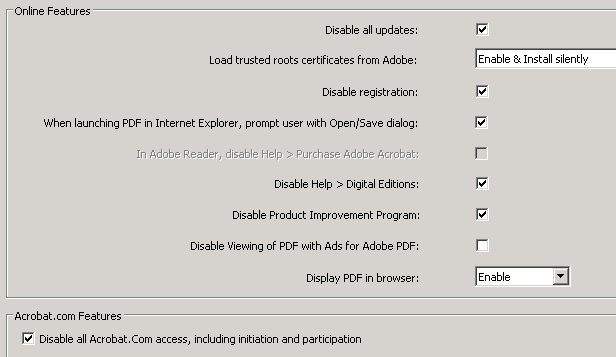 Online Features
Disable all updates:
Load trusted roots certificates from Adobe: Enable & Install silently
Disable registration:
When launching PDF in Internet Explorer, prompt user with Open/Save dialog:
In Adobe Reader, disable Help > Purchase Adobe Acrobat:
Disable Help > Digital Editions:
Disable Product Improvement Program:
Disable Viewing of PDF with Ads for Adobe PDF:
Display PDF in browser: Enable
Acrobat.com Features
Disable all Acrobat.Com access, including initiation and participation